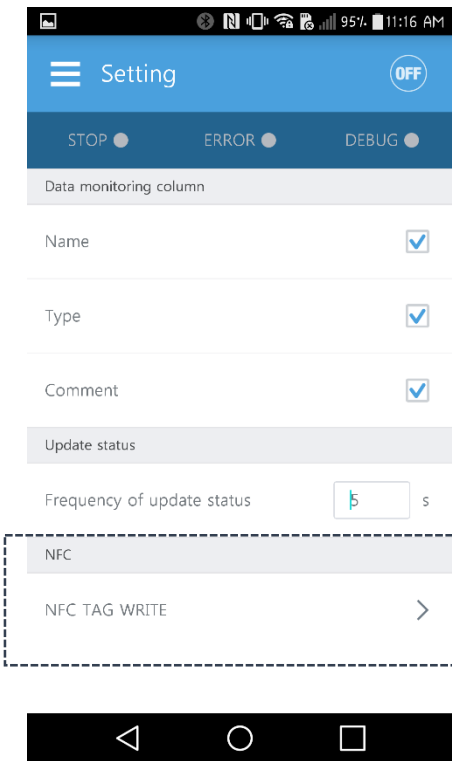 95% 11:16 AM
Setting OFF
STOP ERROR DEBUG
Data monitoring column
Name
Type
Comment
Update status
Frequency of update status 5 s
NFC
NFC TAG WRITE